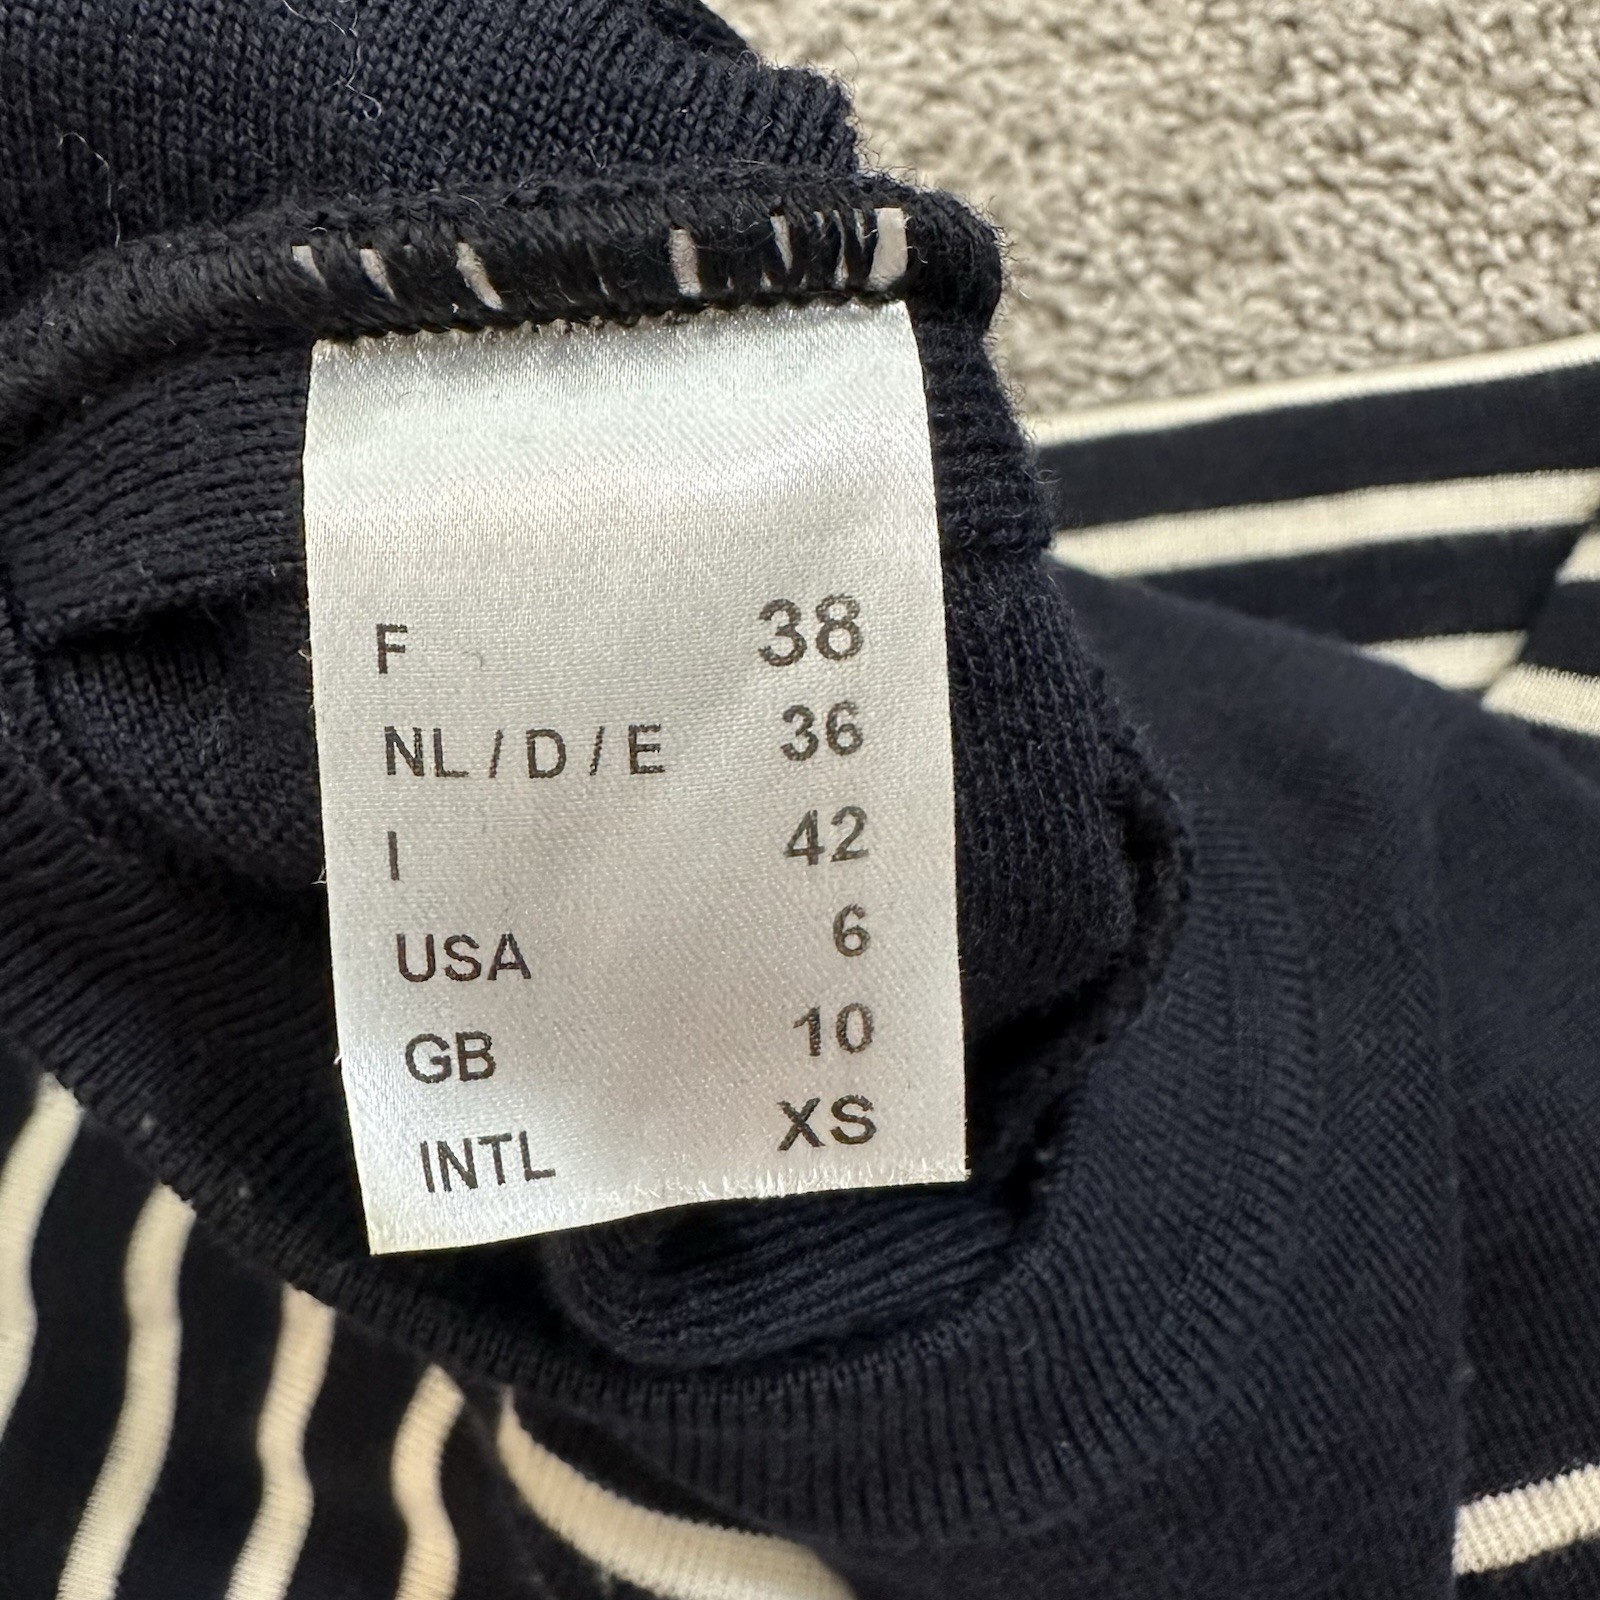 F 38
NL / D / E 36
I 42
USA 6
GB 10
INTL XS